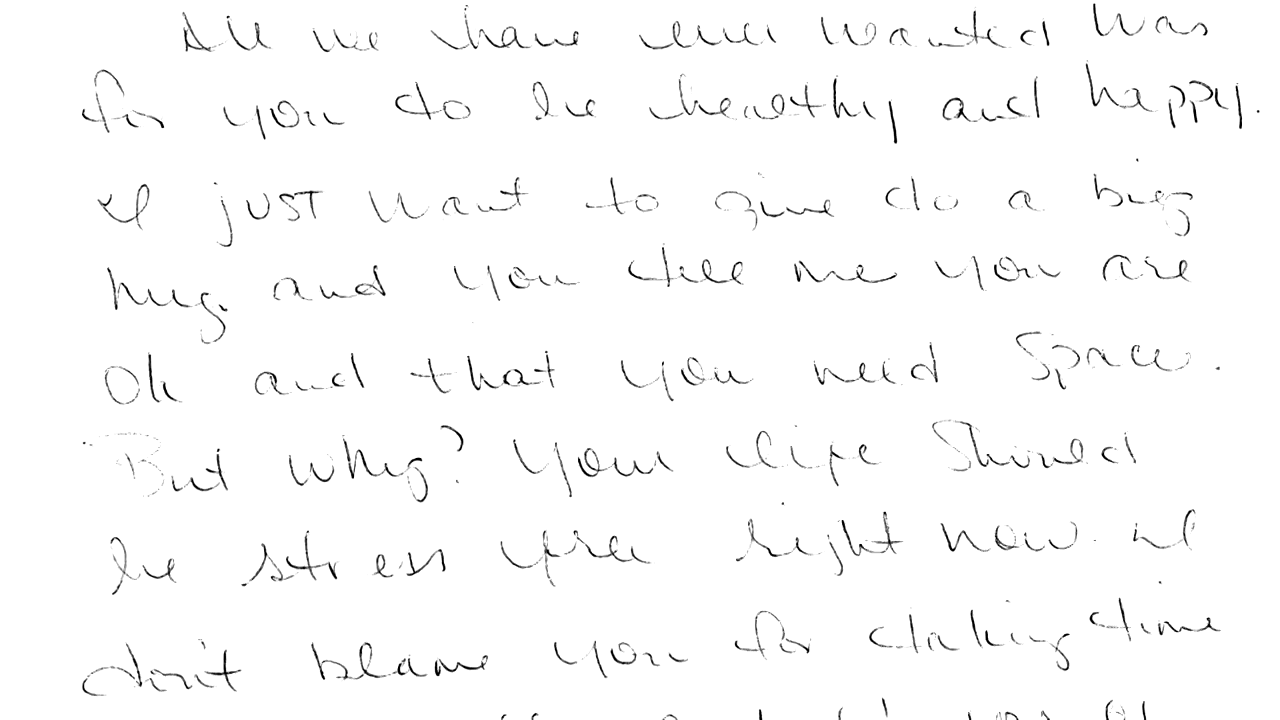 All we have ever wanted was
for you to be healthy and happy.
I just want to give do a big
hug. and you tell me you are
Ok and that you need space.
But why? Your life should
be stress free right now. I
don't blame you for taking time